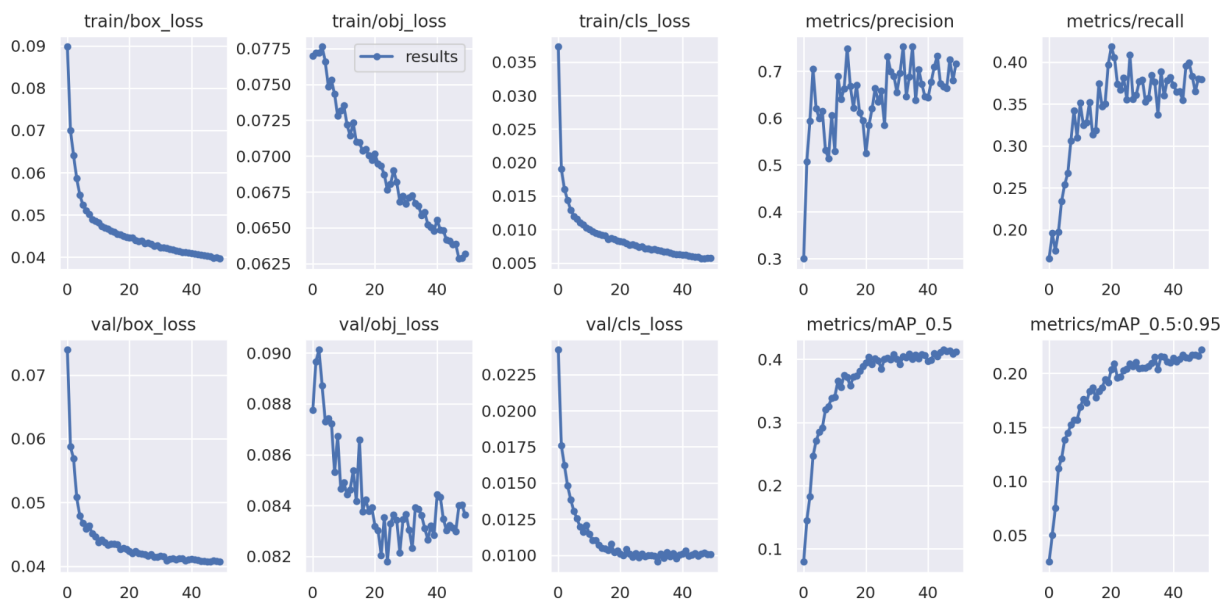 train/box_loss
0.09
0.08
0.07
0.06
0.05
0.04
0 20 40
train/obj_loss
results
0.0775
0.0750
0.0725
0.0700
0.0675
0.0650
0.0625
0 20 40
train/cls_loss
0.035
0.030
0.025
0.020
0.015
0.010
0.005
0 20 40
metrics/precision
0.7
0.6
0.5
0.4
0.3
0 20 40
metrics/recall
0.40
0.35
0.30
0.25
0.20
0 20 40
val/box_loss
0.07
0.06
0.05
0.04
0 20 40
val/obj_loss
0.090
0.088
0.086
0.084
0.082
0 20 40
val/cls_loss
0.0225
0.0200
0.0175
0.0150
0.0125
0.0100
0 20 40
metrics/mAP_0.5
0.4
0.3
0.2
0.1
0 20 40
metrics/mAP_0.5:0.95
0.20
0.15
0.10
0.05
0 20 40